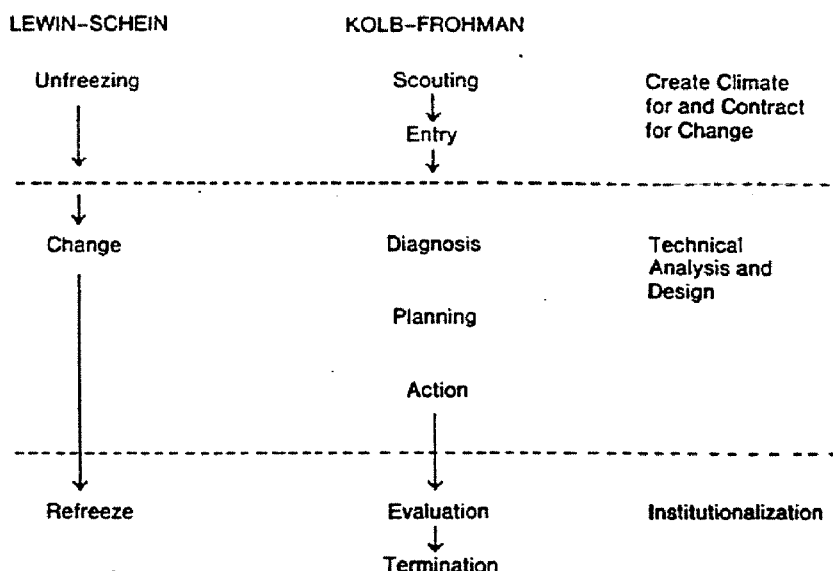 LEWIN-SCHEIN
KOLB-FROHMAN
Unfreezing
Scouting
Create Climate
for and Contract
for Change
Entry
Change
Diagnosis
Technical
Analysis and
Design
Planning
Action
Refreeze
Evaluation
Institutionalization
Termination